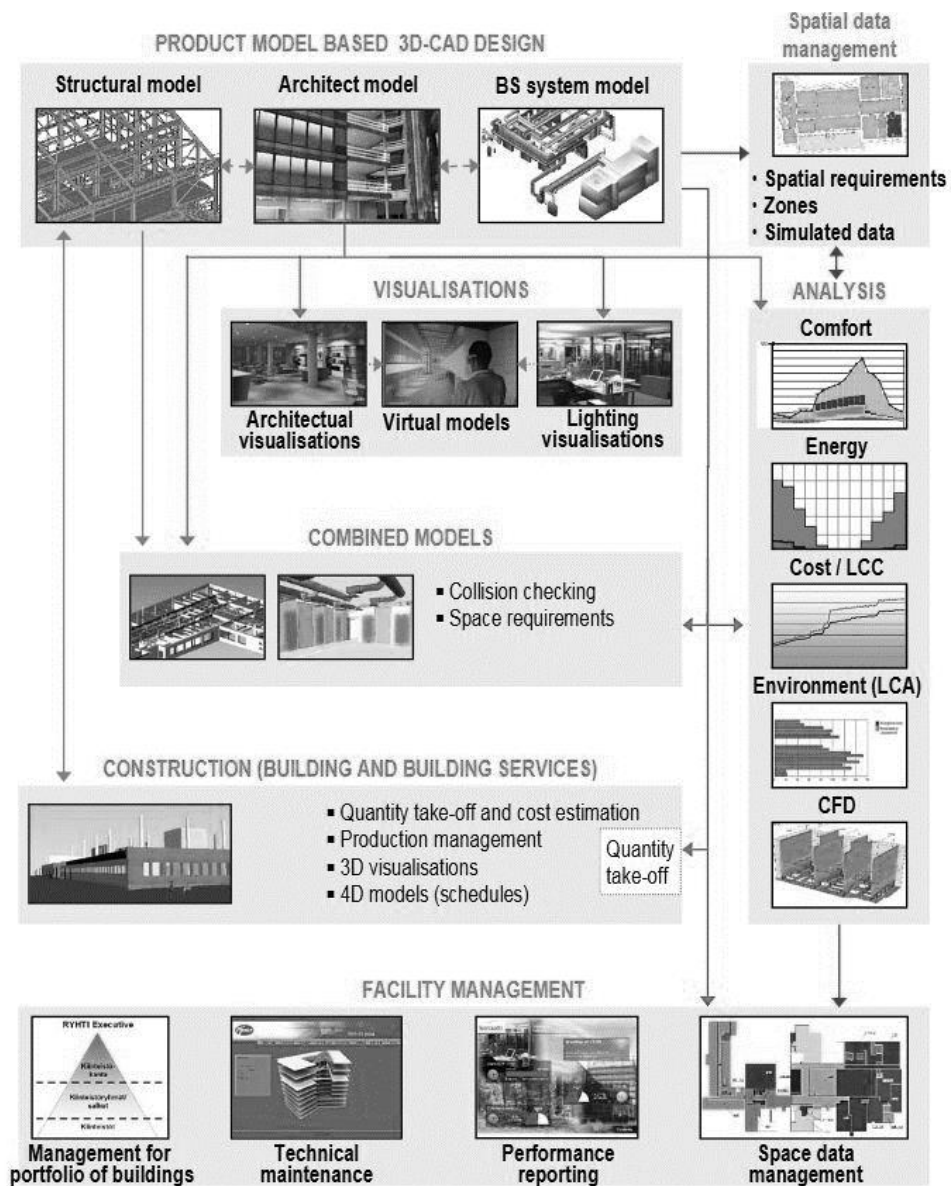 PRODUCT MODEL BASED 3D-CAD DESIGN
Structural model
Architect model
BS system model
Spatial data
management
· Spatial requirements
· Zones
· Simulated data
VISUALISATIONS
Architectual
visualisations
Virtual models
Lighting
visualisations
ANALYSIS
Comfort
Energy
Cost / LCC
Environment (LCA)
CFD
COMBINED MODELS
▪ Collision checking
▪ Space requirements
CONSTRUCTION (BUILDING AND BUILDING SERVICES)
▪ Quantity take-off and cost estimation
▪ Production management
▪ 3D visualisations
▪ 4D models (schedules)
Quantity
take-off
FACILITY MANAGEMENT
RYHTI Executive
Management for
portfolio of buildings
Technical
maintenance
Performance
reporting
Space data
management